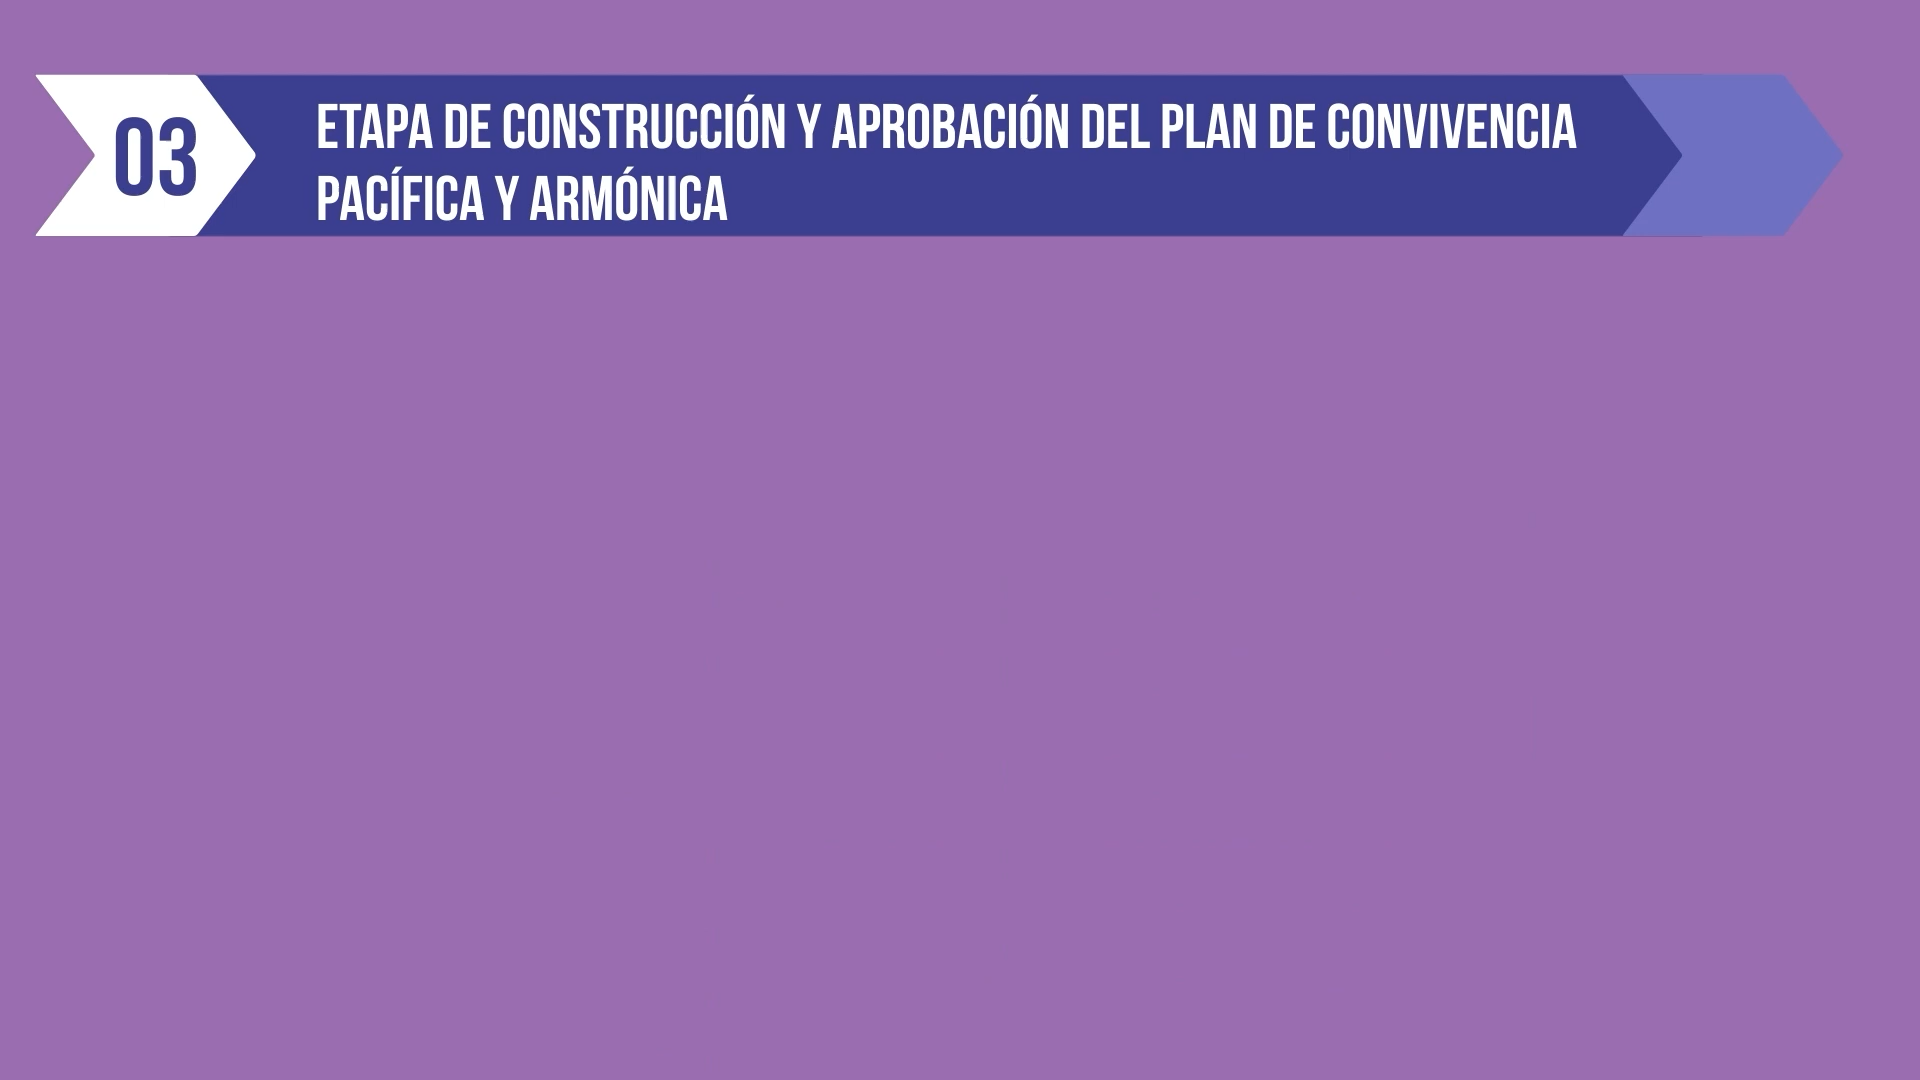 03
ETAPA DE CONSTRUCCIÓN Y APROBACIÓN DEL PLAN DE CONVIVENCIA
PACÍFICA Y ARMÓNICA